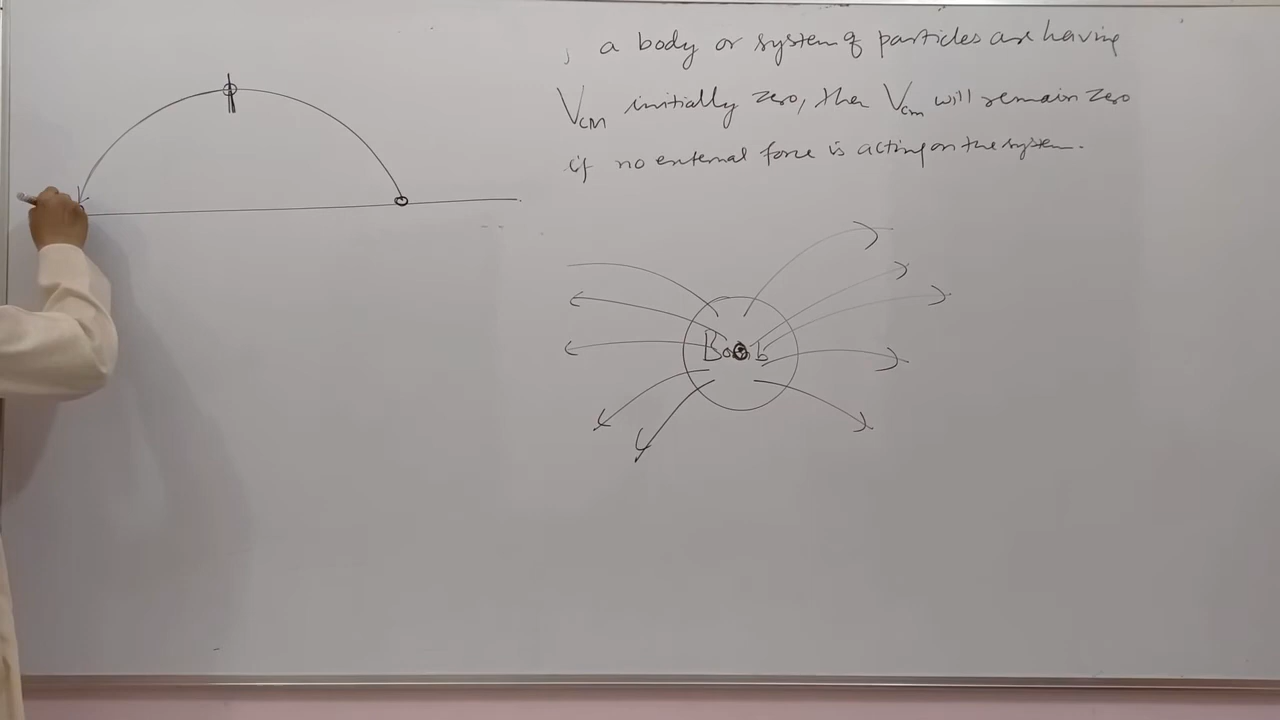 , a body or system of particles are having
VCM initially zero, then Vcm will remain zero
if no external force is acting on the system.
Bomb